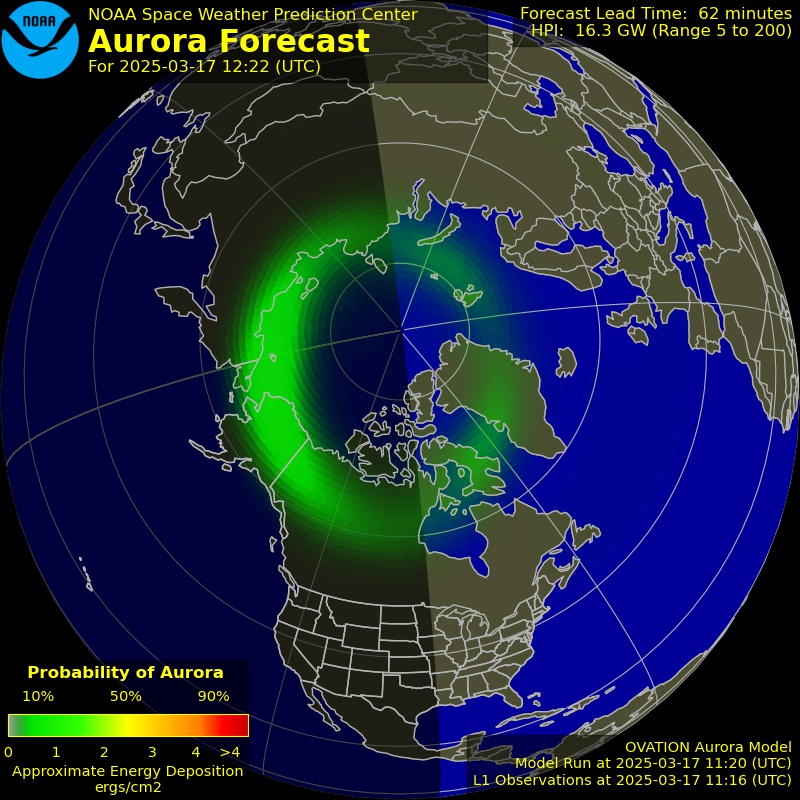 NOAA
NOAA Space Weather Prediction Center
Aurora Forecast
For 2025-03-17 12:22 (UTC)
Forecast Lead Time: 62 minutes
HPI: 16.3 GW (Range 5 to 200)
Probability of Aurora
10% 50% 90%
0 1 2 3 4 >4
Approximate Energy Deposition
ergs/cm2
OVATION Aurora Model
Model Run at 2025-03-17 11:20 (UTC)
L1 Observations at 2025-03-17 11:16 (UTC)